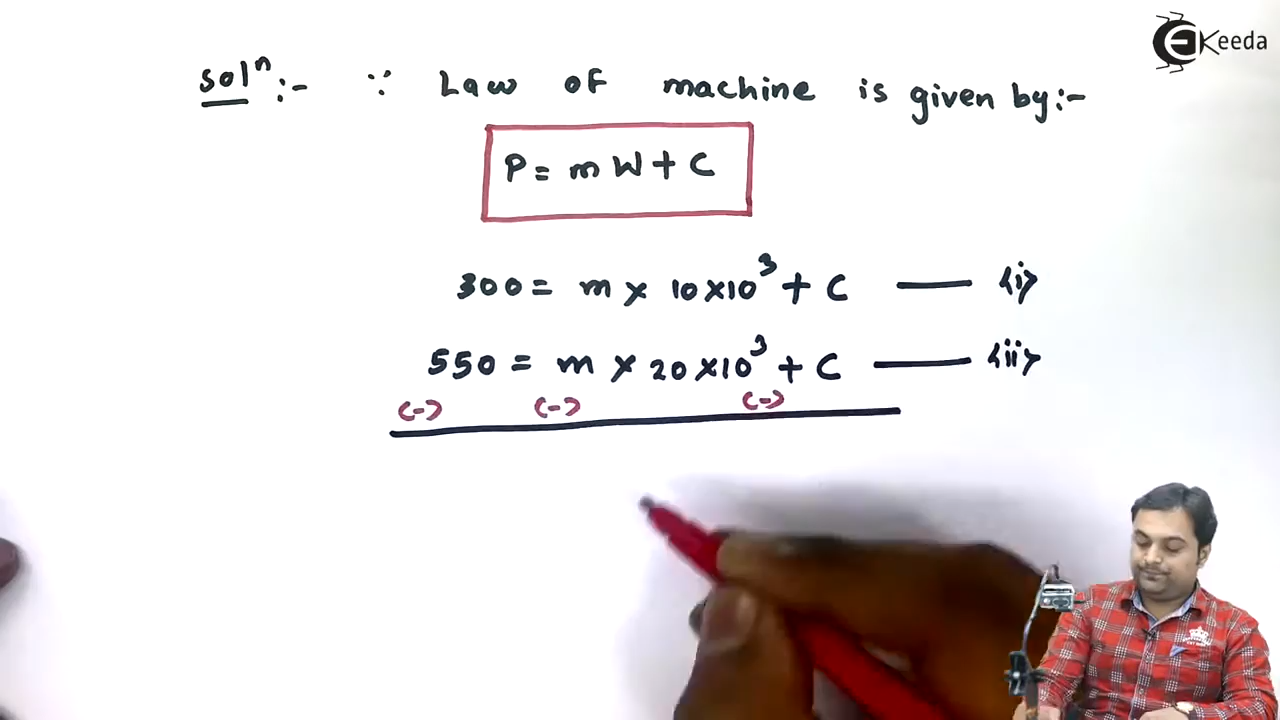 EKeeda
Solⁿ :- ∵ Law of machine is given by:-
P = mW + C
300 = m × 10×10³ + C —— <i>
550 = m × 20×10³ + C —— <ii>
(-) (-) (-)